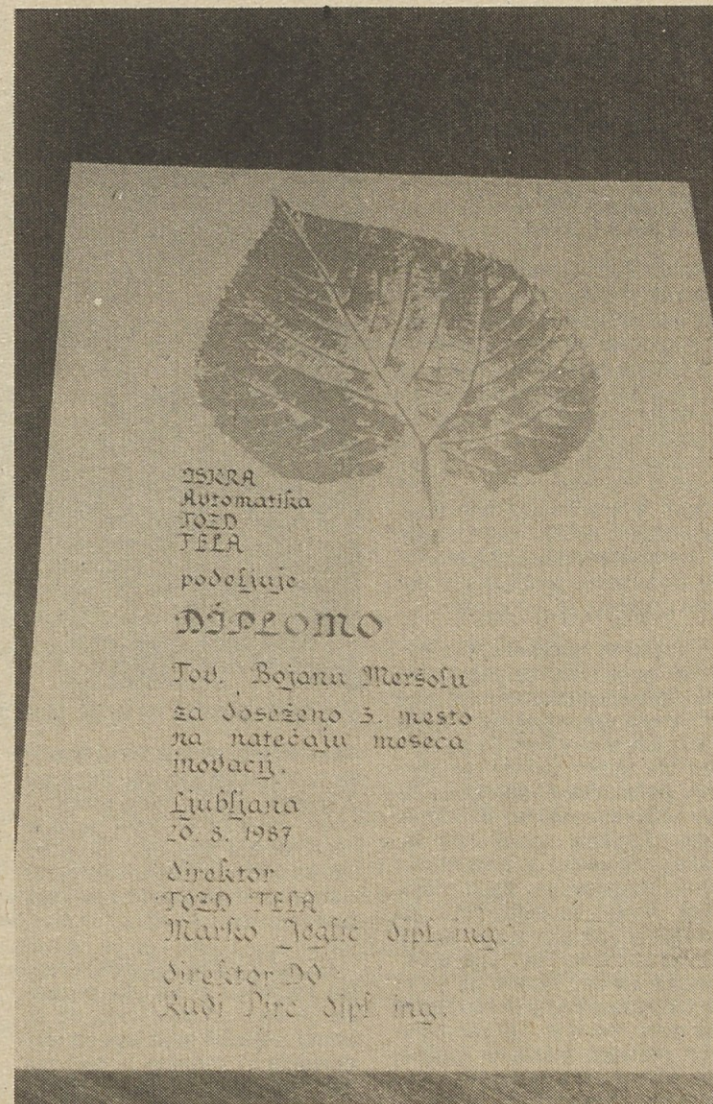 ISKRA
Avtomatika
TOZD
TELA
podeljuje
DIPLOMO
Tov. Bojanu Meršolu
za doseženo 3. mesto
na natečaju meseca
inovacij.
Ljubljana
20. 8. 1987
direktor
TOZD TELA
Marko Jeglič dipl. ing.
direktor DO
Rudi Pirc dipl. ing.